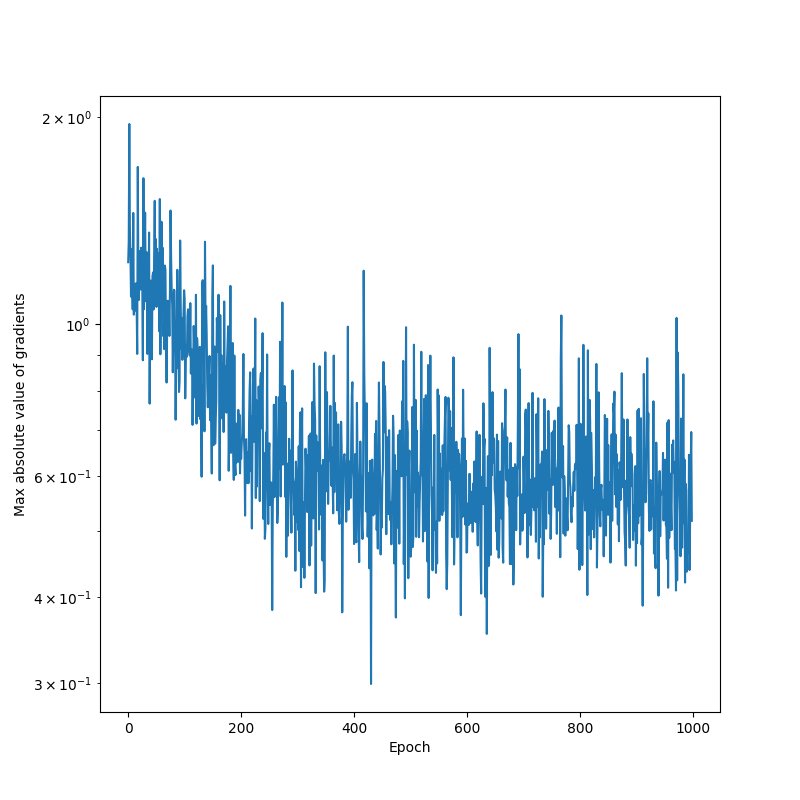 Max absolute value of gradients
2 × 10⁰
10⁰
6 × 10⁻¹
4 × 10⁻¹
3 × 10⁻¹
0 200 400 600 800 1000
Epoch